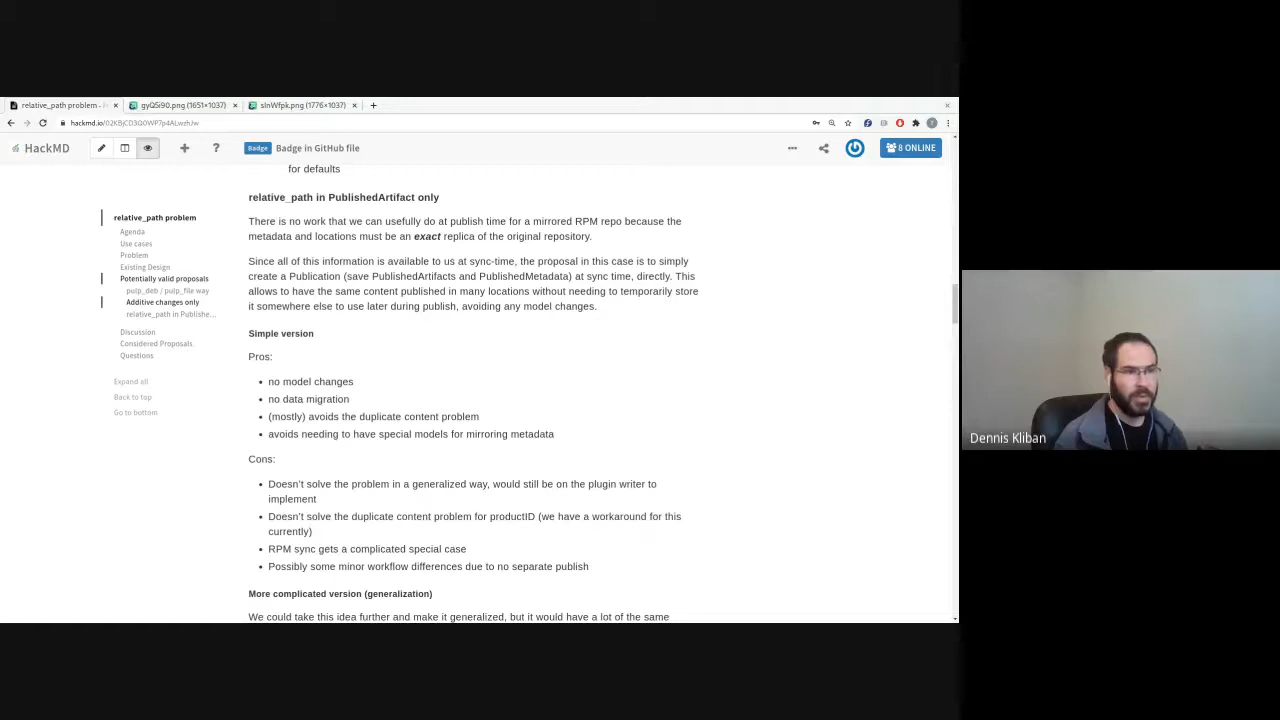 relative_path problem -
gyQ5i90.png (1651×1037)
slnWfpk.png (1776×1037)
HackMD
Badge
Badge in GitHub file
8 ONLINE
for defaults
relative_path in PublishedArtifact only
There is no work that we can usefully do at publish time for a mirrored RPM repo because the
metadata and locations must be an exact replica of the original repository.
Since all of this information is available to us at sync-time, the proposal in this case is to simply
create a Publication (save PublishedArtifacts and PublishedMetadata) at sync time, directly. This
allows to have the same content published in many locations without needing to temporarily store
it somewhere else to use later during publish, avoiding any model changes.
Simple version
Pros:
• no model changes
• no data migration
• (mostly) avoids the duplicate content problem
• avoids needing to have special models for mirroring metadata
Cons:
• Doesn't solve the problem in a generalized way, would still be on the plugin writer to
implement
• Doesn't solve the duplicate content problem for productID (we have a workaround for this
currently)
• RPM sync gets a complicated special case
• Possibly some minor workflow differences due to no separate publish
More complicated version (generalization)
We could take this idea further and make it generalized, but it would have a lot of the same
relative_path problem
Agenda
Use cases
Problem
Existing Design
Potentially valid proposals
pulp_deb / pulp_file way
Additive changes only
relative_path in Publishe...
Discussion
Considered Proposals
Questions
Expand all
Back to top
Go to bottom
Dennis Kliban